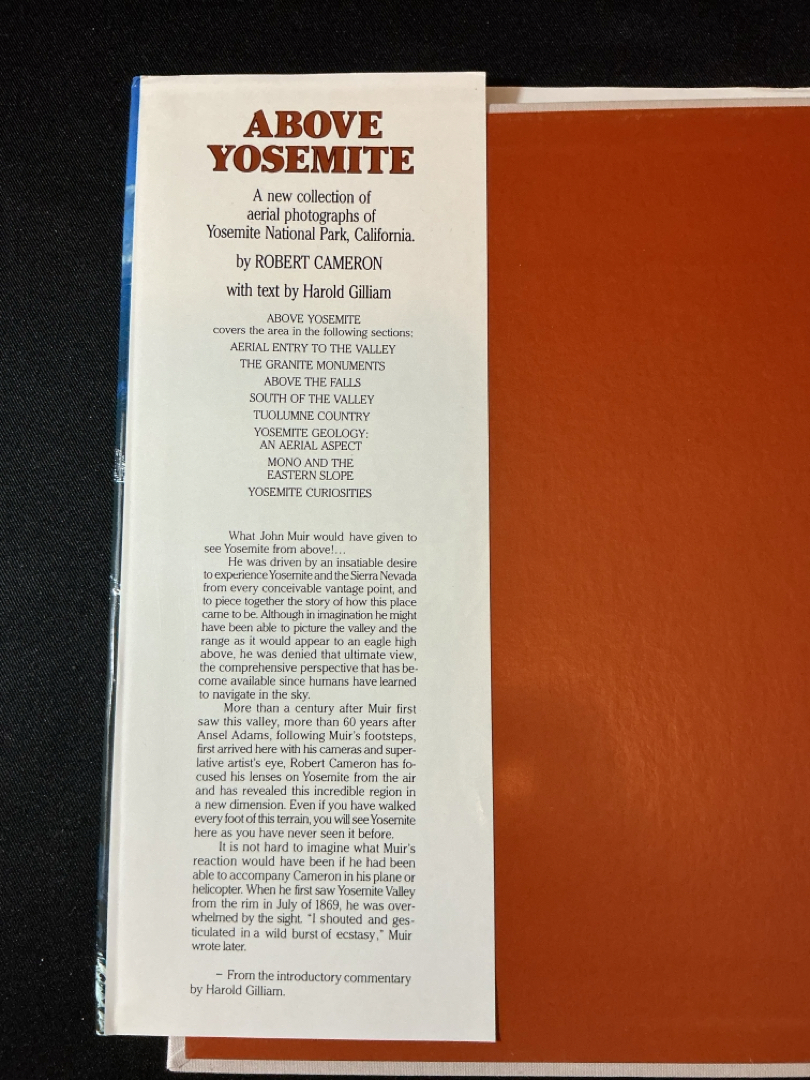 ABOVE
YOSEMITE
A new collection of
aerial photographs of
Yosemite National Park, California.
by ROBERT CAMERON
with text by Harold Gilliam
ABOVE YOSEMITE
covers the area in the following sections:
AERIAL ENTRY TO THE VALLEY
THE GRANITE MONUMENTS
ABOVE THE FALLS
SOUTH OF THE VALLEY
TUOLUMNE COUNTRY
YOSEMITE GEOLOGY:
AN AERIAL ASPECT
MONO AND THE
EASTERN SLOPE
YOSEMITE CURIOSITIES
What John Muir would have given to
see Yosemite from above!...
He was driven by an insatiable desire
to experience Yosemite and the Sierra Nevada
from every conceivable vantage point, and
to piece together the story of how this place
came to be. Although in imagination he might
have been able to picture the valley and the
range as it would appear to an eagle high
above, he was denied that ultimate view,
the comprehensive perspective that has be-
come available since humans have learned
to navigate in the sky.
More than a century after Muir first
saw this valley, more than 60 years after
Ansel Adams, following Muir's footsteps,
first arrived here with his cameras and super-
lative artist's eye, Robert Cameron has fo-
cused his lenses on Yosemite from the air
and has revealed this incredible region in
a new dimension. Even if you have walked
every foot of this terrain, you will see Yosemite
here as you have never seen it before.
It is not hard to imagine what Muir's
reaction would have been if he had been
able to accompany Cameron in his plane or
helicopter. When he first saw Yosemite Valley
from the rim in July of 1869, he was over-
whelmed by the sight. "I shouted and ges-
ticulated in a wild burst of ecstasy," Muir
wrote later.
– From the introductory commentary
by Harold Gilliam.